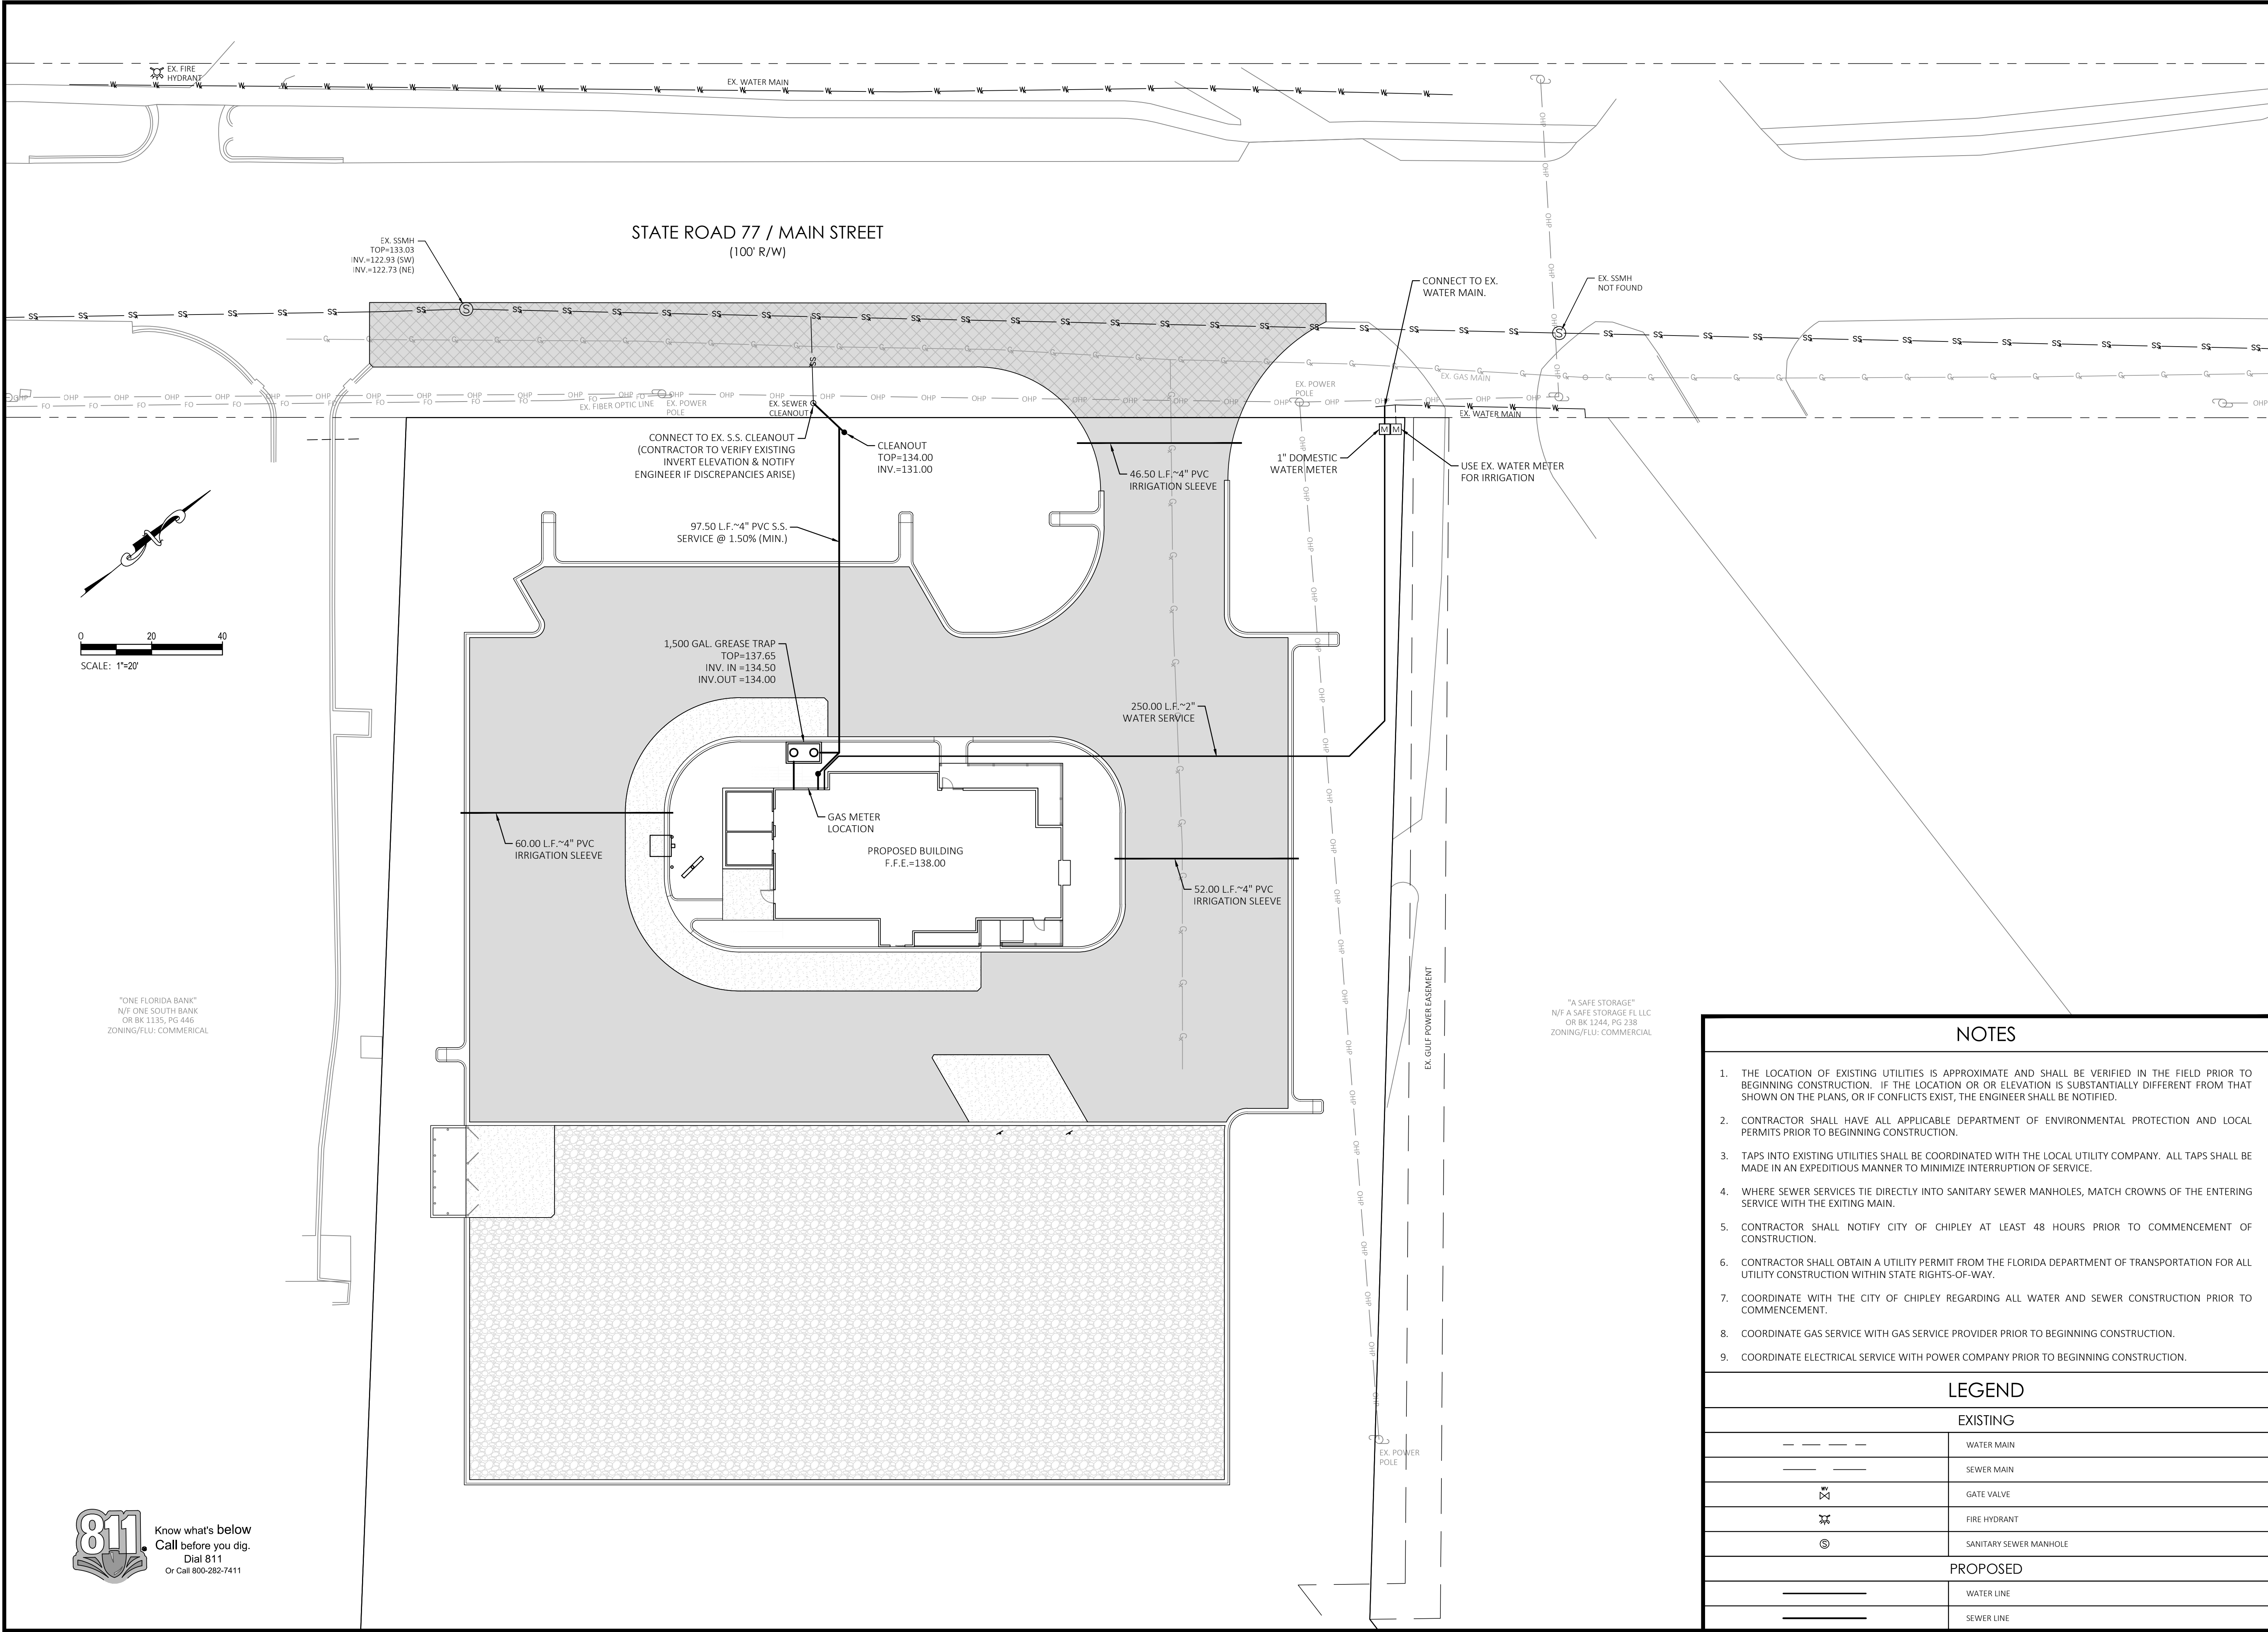 EX. FIRE
HYDRANT
EX. WATER MAIN
STATE ROAD 77 / MAIN STREET
(100' R/W)
EX. SSMH
TOP=133.03
INV.=122.93 (SW)
INV.=122.73 (NE)
CONNECT TO EX.
WATER MAIN.
EX. SSMH
NOT FOUND
EX. GAS MAIN
EX. POWER
POLE
EX. FIBER OPTIC LINE
EX. POWER
POLE
EX. SEWER
CLEANOUT
EX. WATER MAIN
CONNECT TO EX. S.S. CLEANOUT
(CONTRACTOR TO VERIFY EXISTING
INVERT ELEVATION & NOTIFY
ENGINEER IF DISCREPANCIES ARISE)
CLEANOUT
TOP=134.00
INV.=131.00
46.50 L.F.~4" PVC
IRRIGATION SLEEVE
1" DOMESTIC
WATER METER
M M
USE EX. WATER METER
FOR IRRIGATION
97.50 L.F.~4" PVC S.S.
SERVICE @ 1.50% (MIN.)
0 20 40
SCALE: 1"=20'
1,500 GAL. GREASE TRAP
TOP=137.65
INV. IN =134.50
INV.OUT =134.00
250.00 L.F.~2"
WATER SERVICE
GAS METER
LOCATION
60.00 L.F.~4" PVC
IRRIGATION SLEEVE
PROPOSED BUILDING
F.F.E.=138.00
52.00 L.F.~4" PVC
IRRIGATION SLEEVE
EX. GULF POWER EASEMENT
"ONE FLORIDA BANK"
N/F ONE SOUTH BANK
OR BK 1135, PG 446
ZONING/FLU: COMMERICAL
"A SAFE STORAGE"
N/F A SAFE STORAGE FL LLC
OR BK 1244, PG 238
ZONING/FLU: COMMERCIAL
EX. POWER
POLE
811
Know what's below
Call before you dig.
Dial 811
Or Call 800-282-7411
NOTES
1. THE LOCATION OF EXISTING UTILITIES IS APPROXIMATE AND SHALL BE VERIFIED IN THE FIELD PRIOR TO
BEGINNING CONSTRUCTION. IF THE LOCATION OR OR ELEVATION IS SUBSTANTIALLY DIFFERENT FROM THAT
SHOWN ON THE PLANS, OR IF CONFLICTS EXIST, THE ENGINEER SHALL BE NOTIFIED.
2. CONTRACTOR SHALL HAVE ALL APPLICABLE DEPARTMENT OF ENVIRONMENTAL PROTECTION AND LOCAL
PERMITS PRIOR TO BEGINNING CONSTRUCTION.
3. TAPS INTO EXISTING UTILITIES SHALL BE COORDINATED WITH THE LOCAL UTILITY COMPANY. ALL TAPS SHALL BE
MADE IN AN EXPEDITIOUS MANNER TO MINIMIZE INTERRUPTION OF SERVICE.
4. WHERE SEWER SERVICES TIE DIRECTLY INTO SANITARY SEWER MANHOLES, MATCH CROWNS OF THE ENTERING
SERVICE WITH THE EXITING MAIN.
5. CONTRACTOR SHALL NOTIFY CITY OF CHIPLEY AT LEAST 48 HOURS PRIOR TO COMMENCEMENT OF
CONSTRUCTION.
6. CONTRACTOR SHALL OBTAIN A UTILITY PERMIT FROM THE FLORIDA DEPARTMENT OF TRANSPORTATION FOR ALL
UTILITY CONSTRUCTION WITHIN STATE RIGHTS-OF-WAY.
7. COORDINATE WITH THE CITY OF CHIPLEY REGARDING ALL WATER AND SEWER CONSTRUCTION PRIOR TO
COMMENCEMENT.
8. COORDINATE GAS SERVICE WITH GAS SERVICE PROVIDER PRIOR TO BEGINNING CONSTRUCTION.
9. COORDINATE ELECTRICAL SERVICE WITH POWER COMPANY PRIOR TO BEGINNING CONSTRUCTION.
LEGEND
EXISTING
WATER MAIN
SEWER MAIN
WV
GATE VALVE
FIRE HYDRANT
S
SANITARY SEWER MANHOLE
PROPOSED
WATER LINE
SEWER LINE